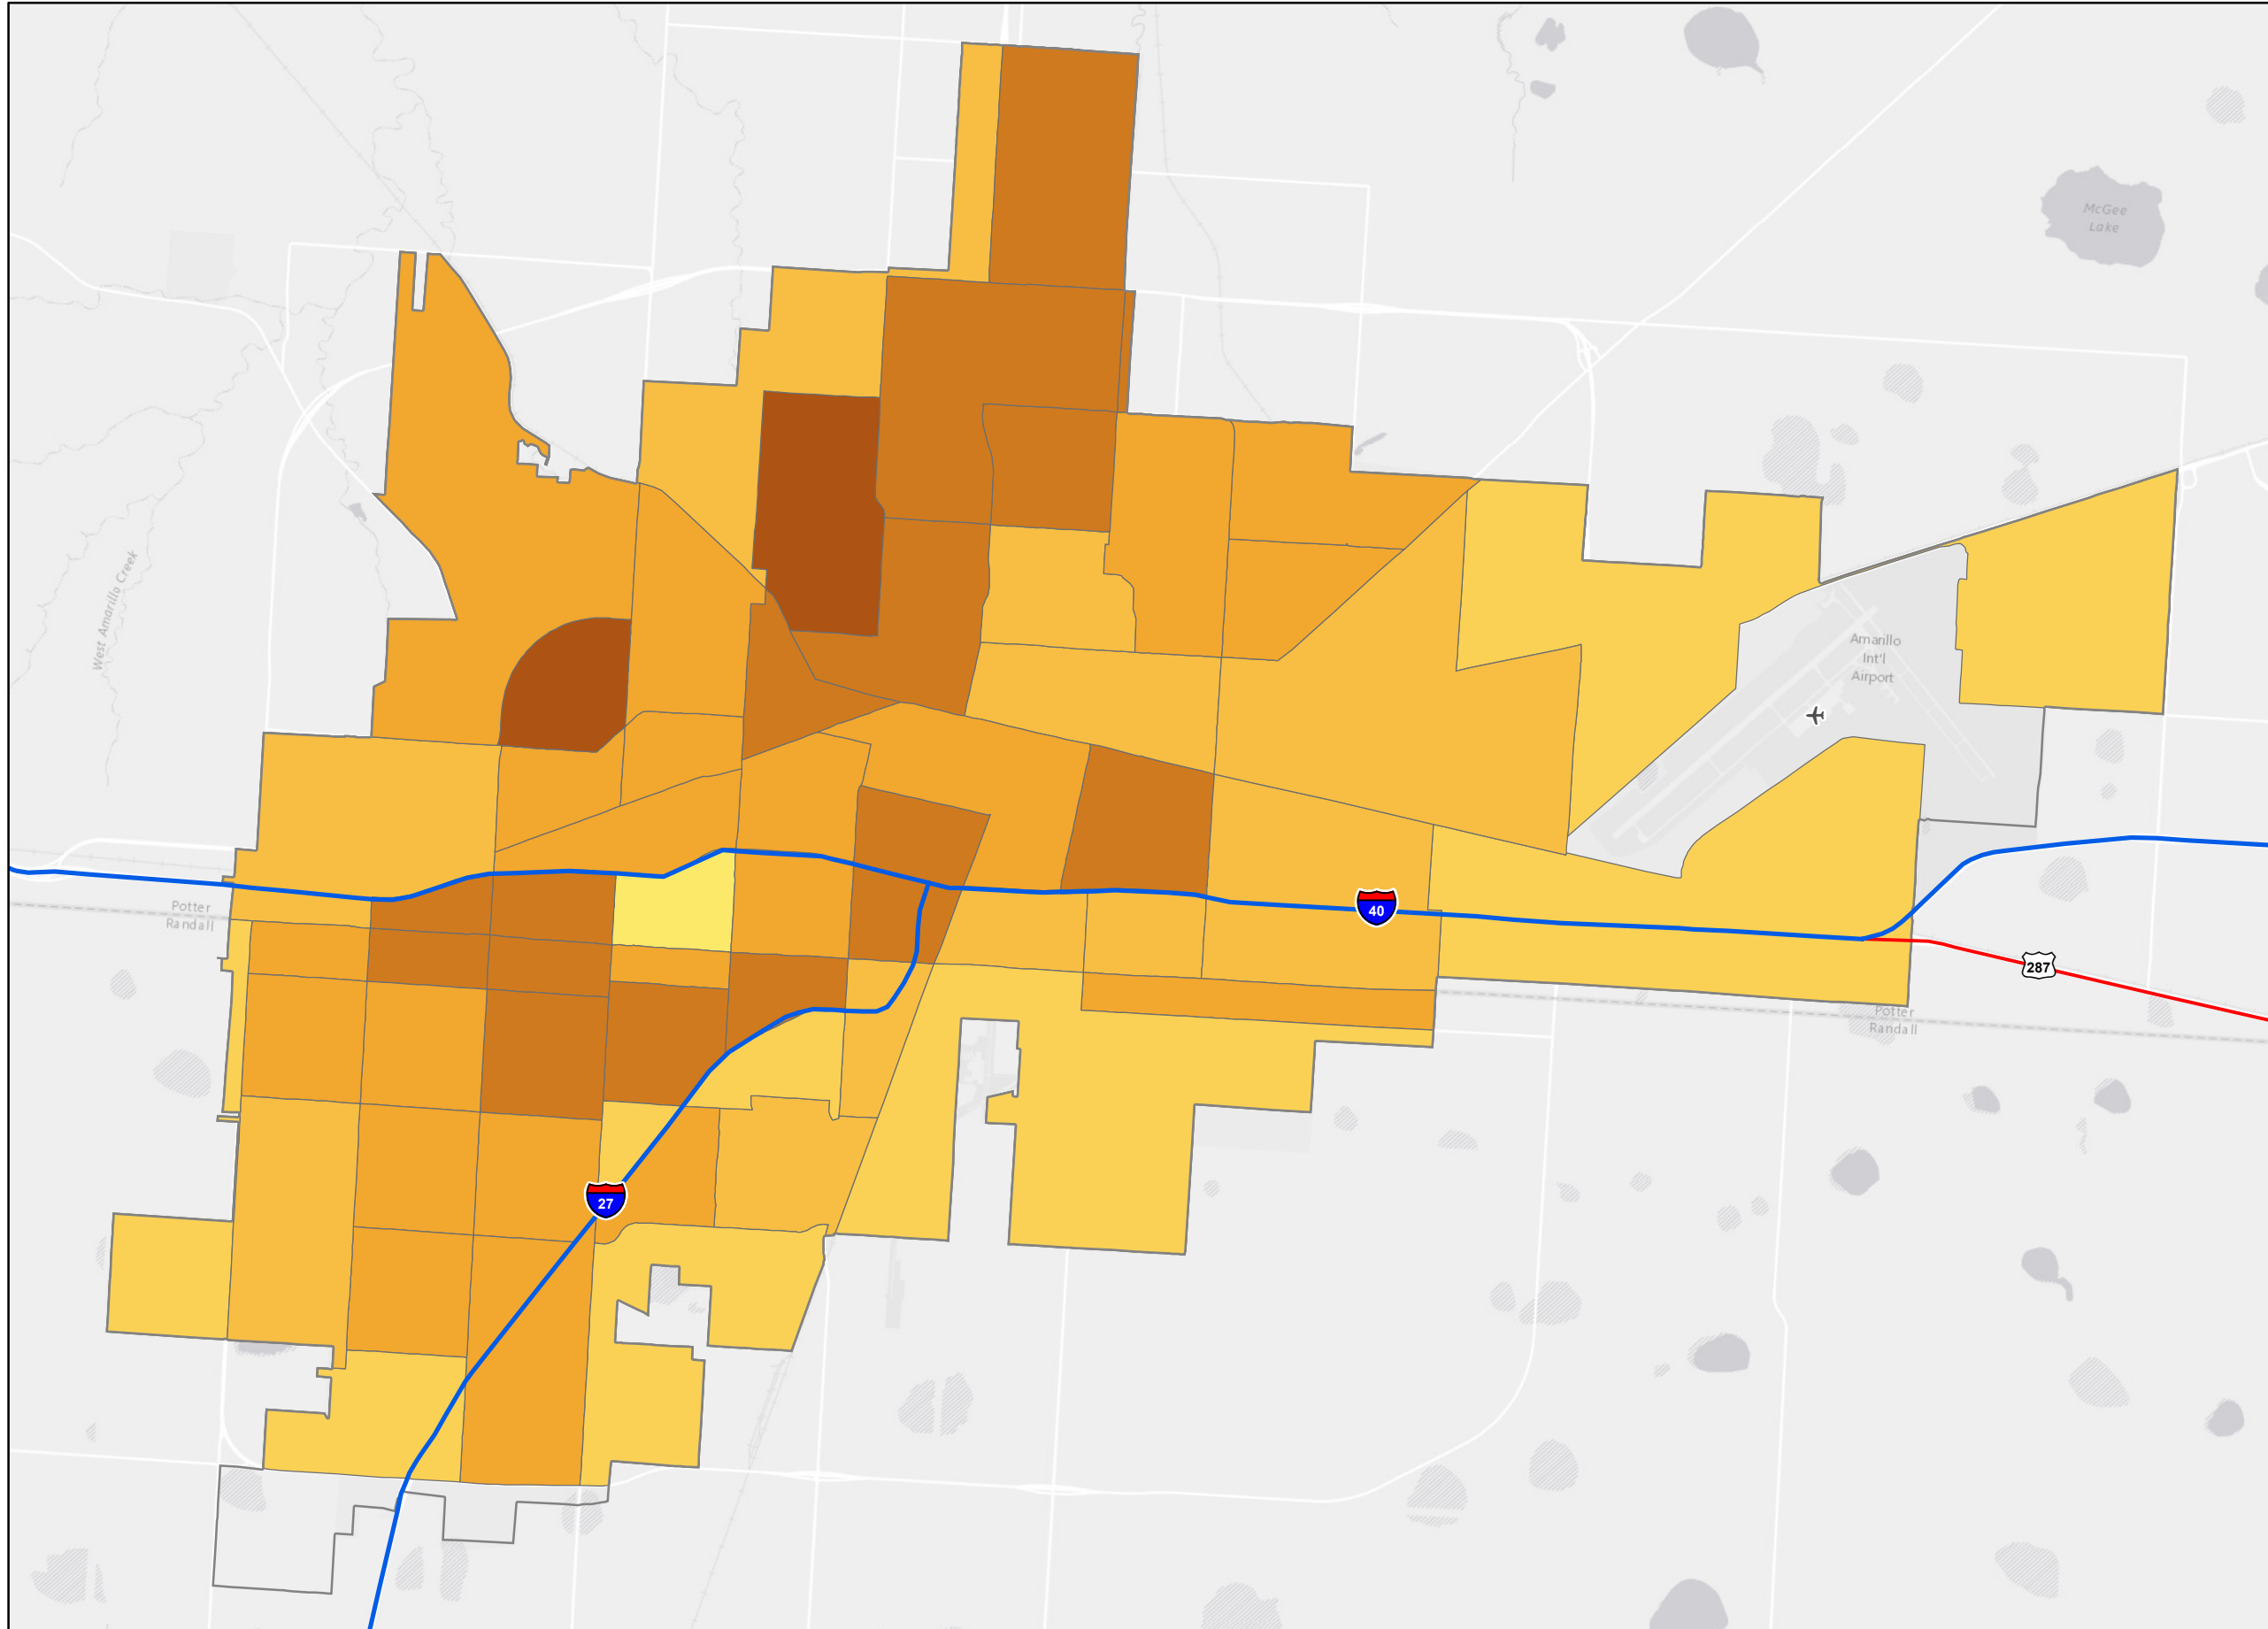 McGee
Lake
West Amarillo Creek
Amarillo
Int'l
Airport
Potter
Randall
40
287
Potter
Randall
27